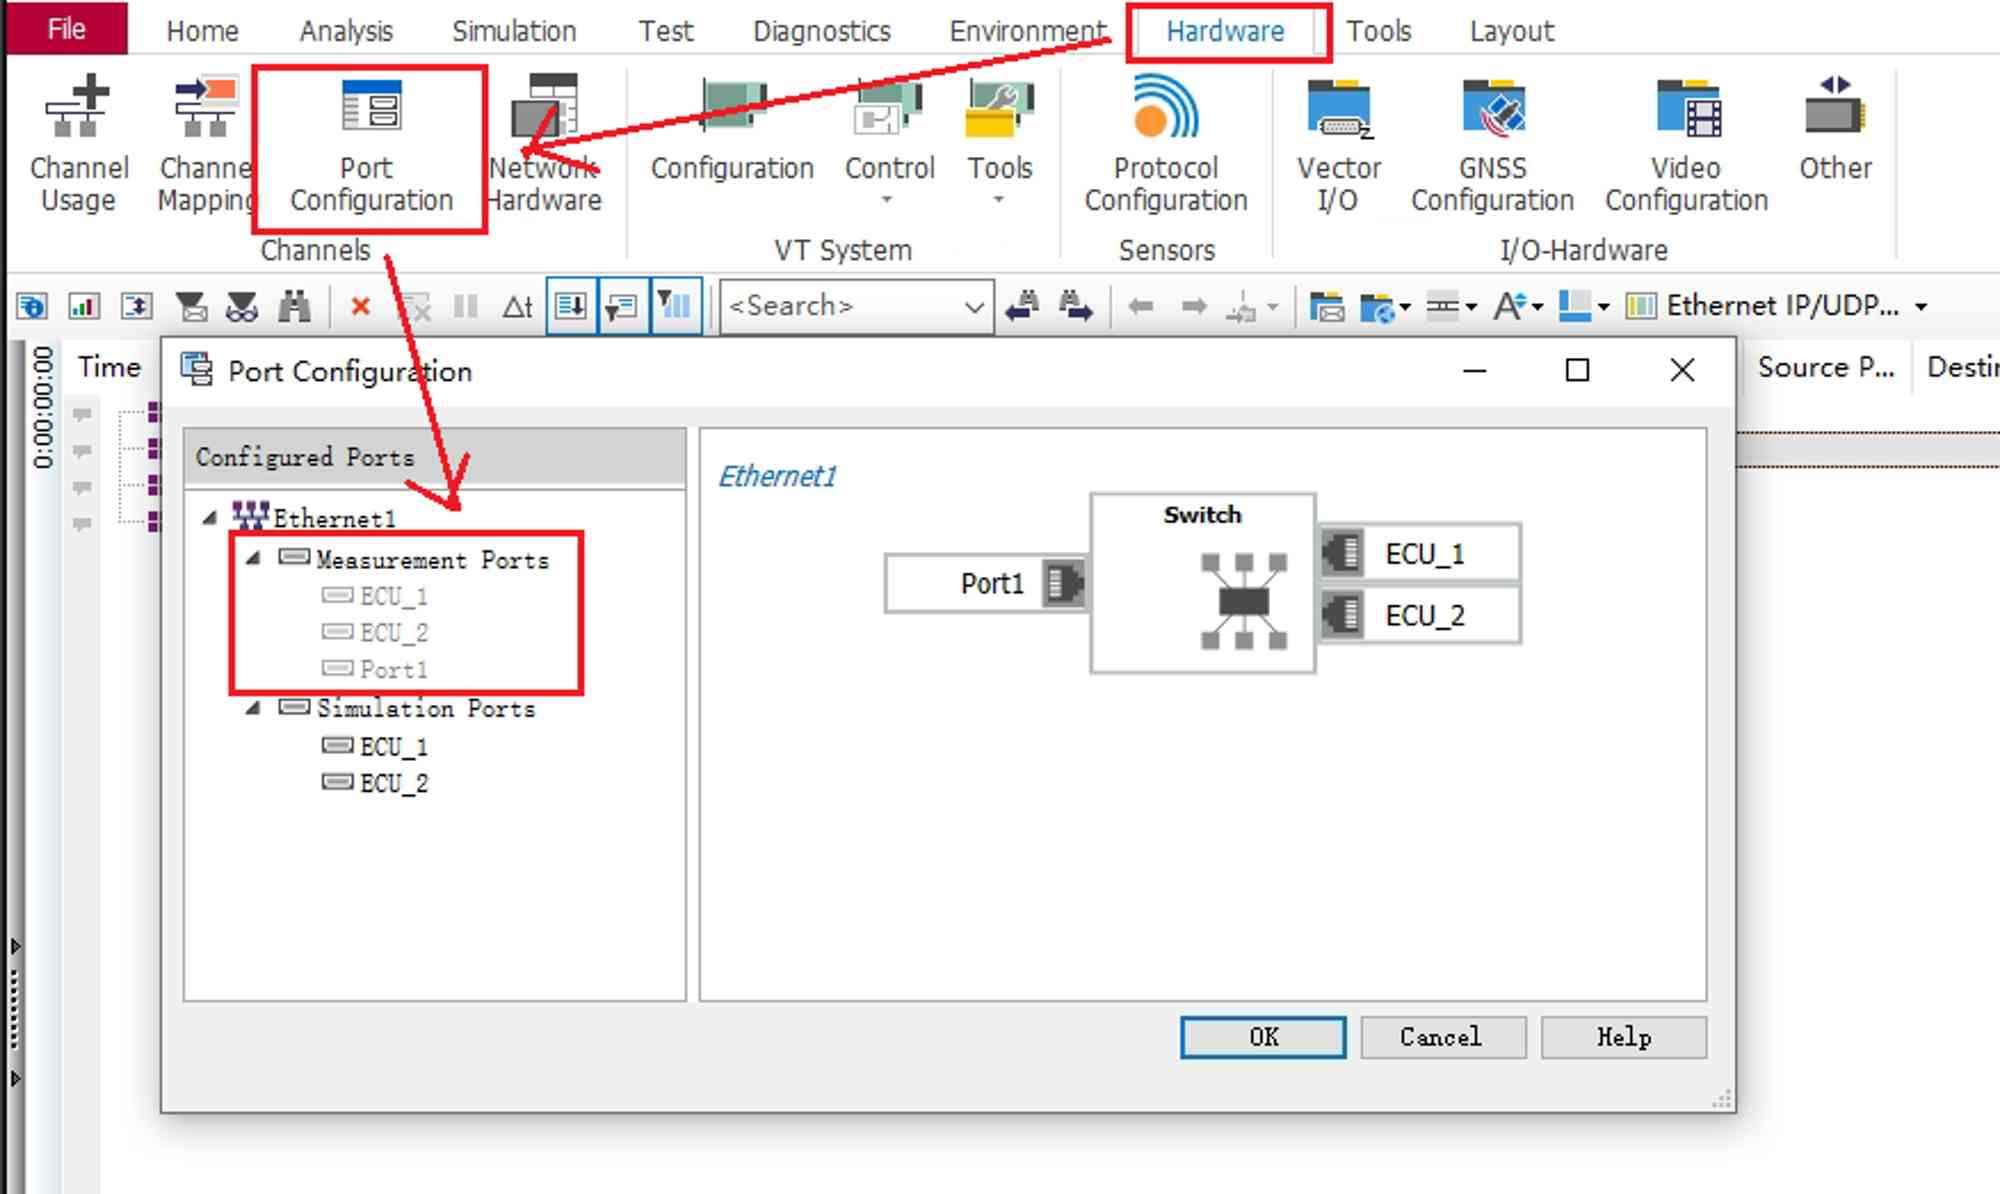 File Home Analysis Simulation Test Diagnostics Environment Hardware Tools Layout
Channel Usage
Channe Mapping
Port Configuration
Network Hardware
Configuration
Control
Tools
Protocol Configuration
Vector I/O
GNSS Configuration
Video Configuration
Other
Channels
VT System
Sensors
I/O-Hardware
Δt
<Search>
Ethernet IP/UDP...
0:00:00:00
Time
Source P...
Destin
Port Configuration
Configured Ports
Ethernet1
Measurement Ports
ECU_1
ECU_2
Port1
Simulation Ports
ECU_1
ECU_2
Ethernet1
Switch
Port1
ECU_1
ECU_2
OK
Cancel
Help